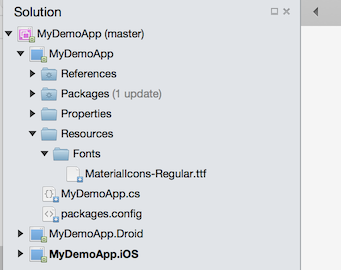 Solution
MyDemoApp (master)
MyDemoApp
References
Packages (1 update)
Properties
Resources
Fonts
MaterialIcons-Regular.ttf
MyDemoApp.cs
packages.config
MyDemoApp.Droid
MyDemoApp.iOS